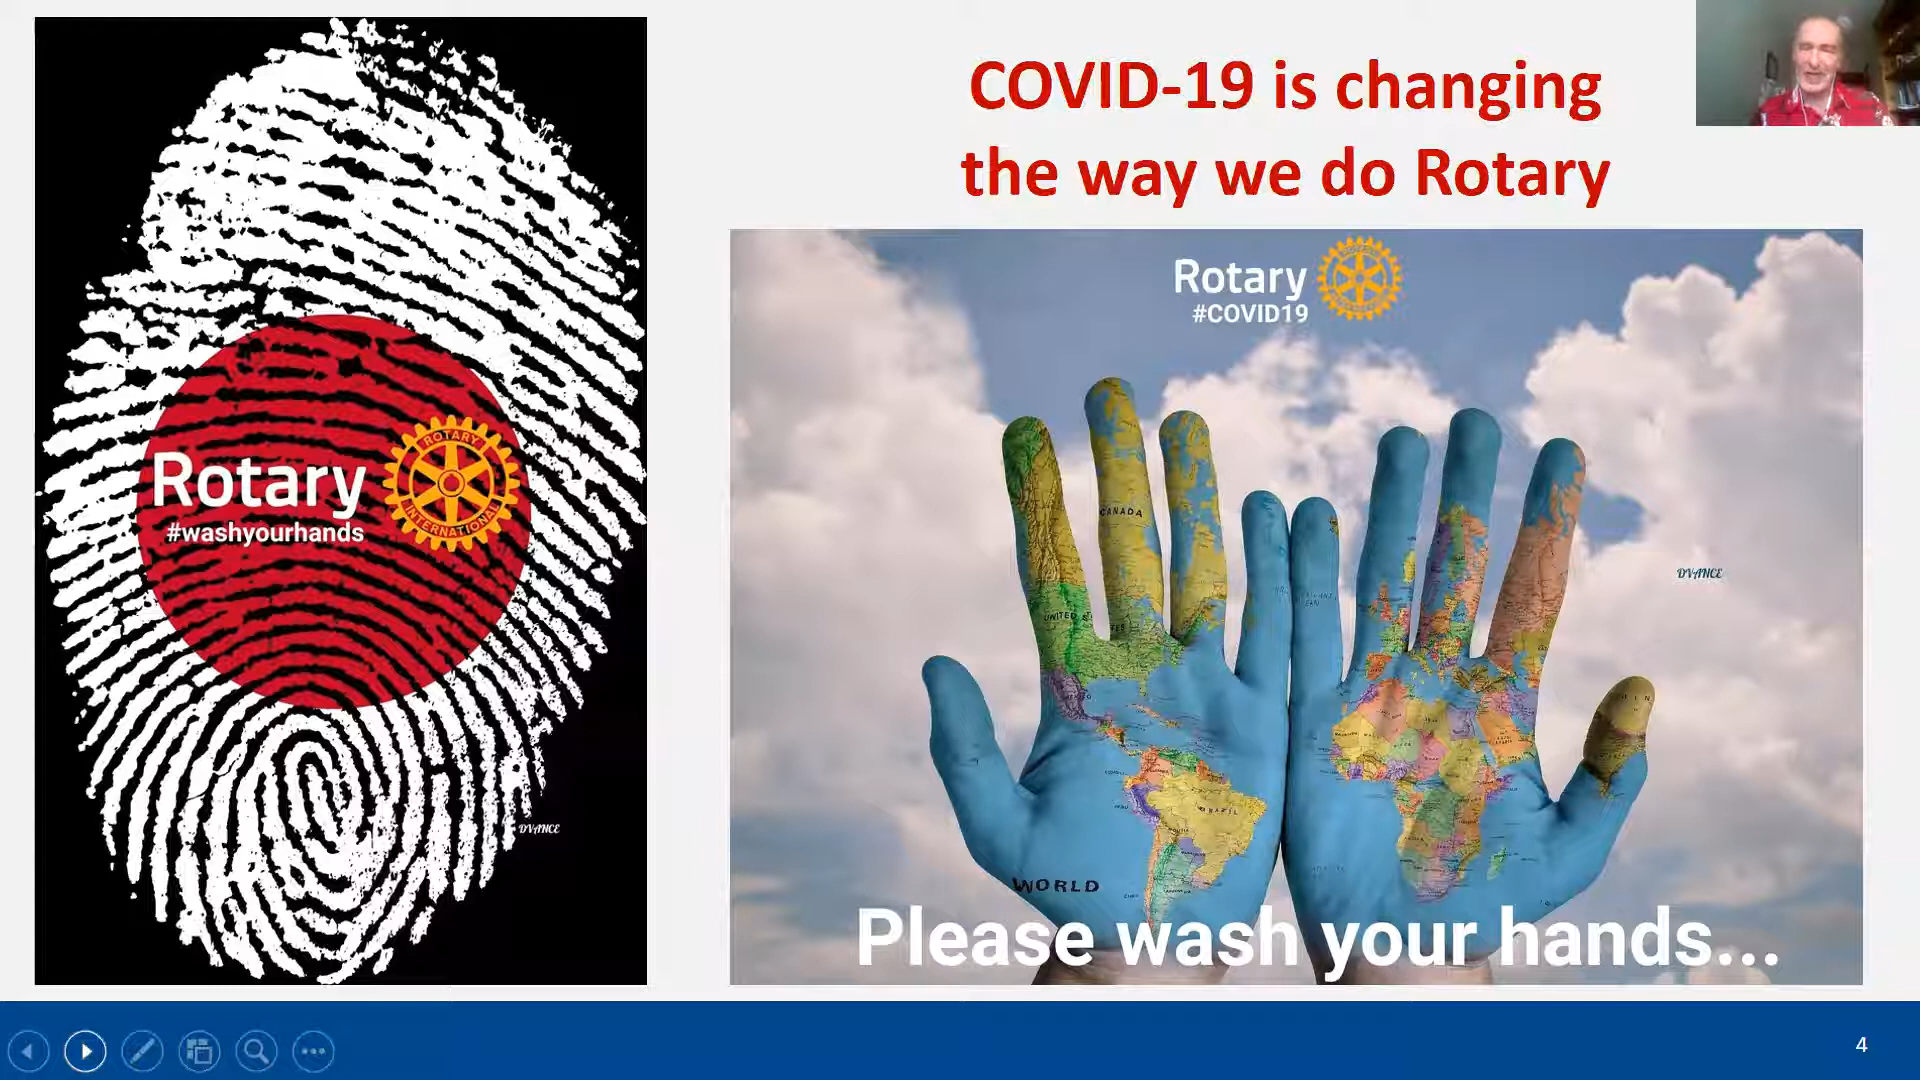 COVID-19 is changing
the way we do Rotary
Rotary
#washyourhands
ROTARY
INTERNATIONAL
DVANCE
Rotary
#COVID19
CANADA
DVANCE
BRAZIL
WORLD
Please wash your hands...
4